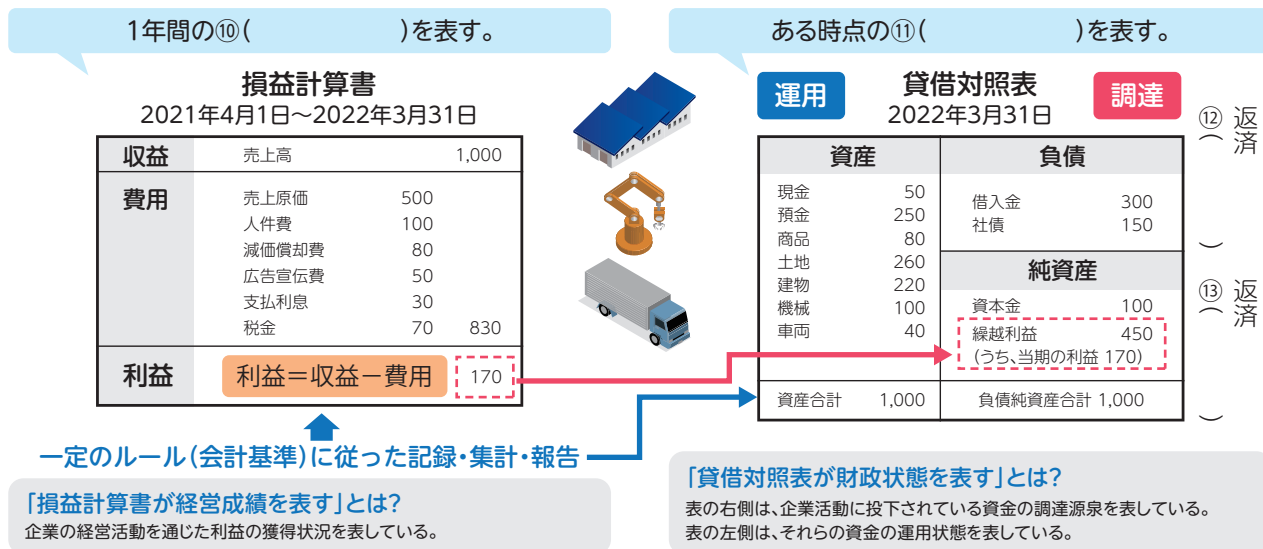 1年間の⑩(　　　　　)を表す。
損益計算書
2021年4月1日～2022年3月31日
収益 売上高 1,000
費用 売上原価 500
人件費 100
減価償却費 80
広告宣伝費 50
支払利息 30
税金 70 830
利益 利益＝収益－費用 170
一定のルール(会計基準)に従った記録・集計・報告
「損益計算書が経営成績を表す」とは?
企業の経営活動を通じた利益の獲得状況を表している。
ある時点の⑪(　　　　　)を表す。
運用
貸借対照表
2022年3月31日
調達
資産
現金 50
預金 250
商品 80
土地 260
建物 220
機械 100
車両 40
資産合計 1,000
負債
借入金 300
社債 150
純資産
資本金 100
繰越利益 450
(うち、当期の利益 170)
負債純資産合計 1,000
返済
⑫(　　　　　)
返済
⑬(　　　　　)
「貸借対照表が財政状態を表す」とは?
表の右側は、企業活動に投下されている資金の調達源泉を表している。
表の左側は、それらの資金の運用状態を表している。